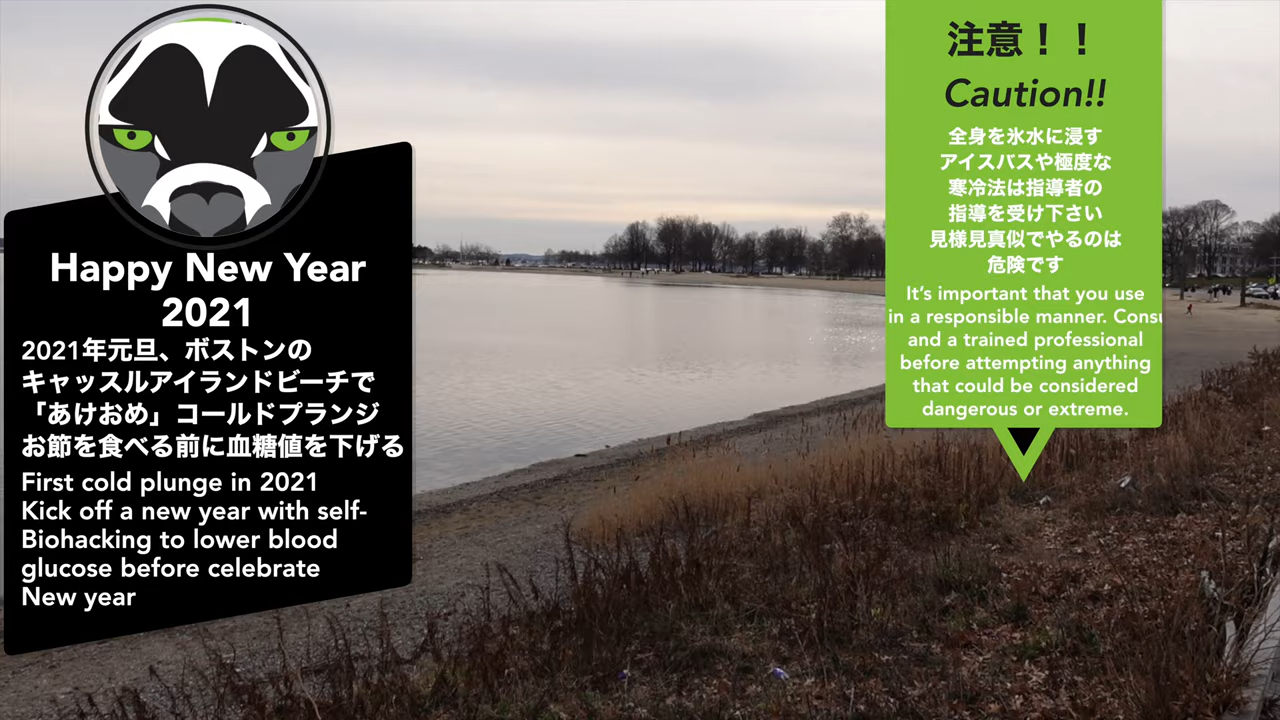 Happy New Year
2021
2021年元旦、ボストンの
キャッスルアイランドビーチで
「あけおめ」コールドプランジ
お節を食べる前に血糖値を下げる
First cold plunge in 2021
Kick off a new year with self-
Biohacking to lower blood
glucose before celebrate
New year
注意！！
Caution!!
全身を氷水に浸す
アイスバスや極度な
寒冷法は指導者の
指導を受け下さい
見様見真似でやるのは
危険です
It's important that you use
in a responsible manner. Consu
and a trained professional
before attempting anything
that could be considered
dangerous or extreme.